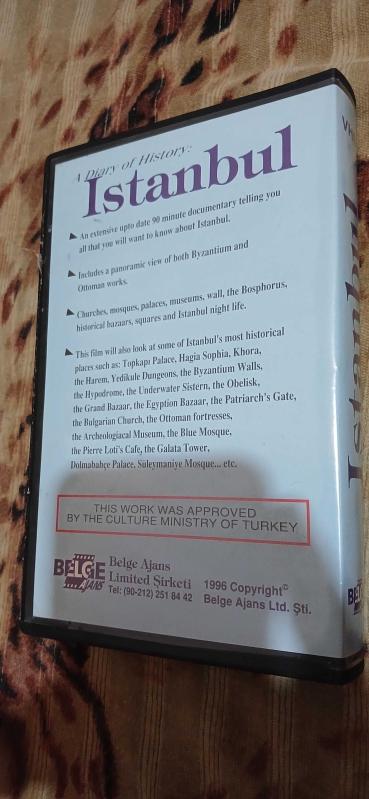 A Diary of History:
Istanbul
An extensive upto date 90 minute documentary telling you
all that you will want to know about Istanbul.
Includes a panoramic view of both Byzantium and
Ottoman works.
Churches, mosques, palaces, museums, wall, the Bosphorus,
historical bazaars, squares and Istanbul night life.
This film will also look at some of Istanbul's most historical
places such as: Topkapı Palace, Hagia Sophia, Khora,
the Harem, Yedikule Dungeons, the Byzantium Walls,
the Hypodrome, the Underwater Sistern, the Obelisk,
the Grand Bazaar, the Egyption Bazaar, the Patriarch's Gate,
the Bulgarian Church, the Ottoman fortresses,
the Archeologiacal Museum, the Blue Mosque,
the Pierre Loti's Cafe, the Galata Tower,
Dolmabahçe Palace, Süleymaniye Mosque... etc.
THIS WORK WAS APPROVED
BY THE CULTURE MINISTRY OF TURKEY
BELGE
AJANS
Belge Ajans
Limited Şirketi
Tel: (90-212) 251 84 42
1996 Copyright©
Belge Ajans Ltd. Şti.
Istanbul